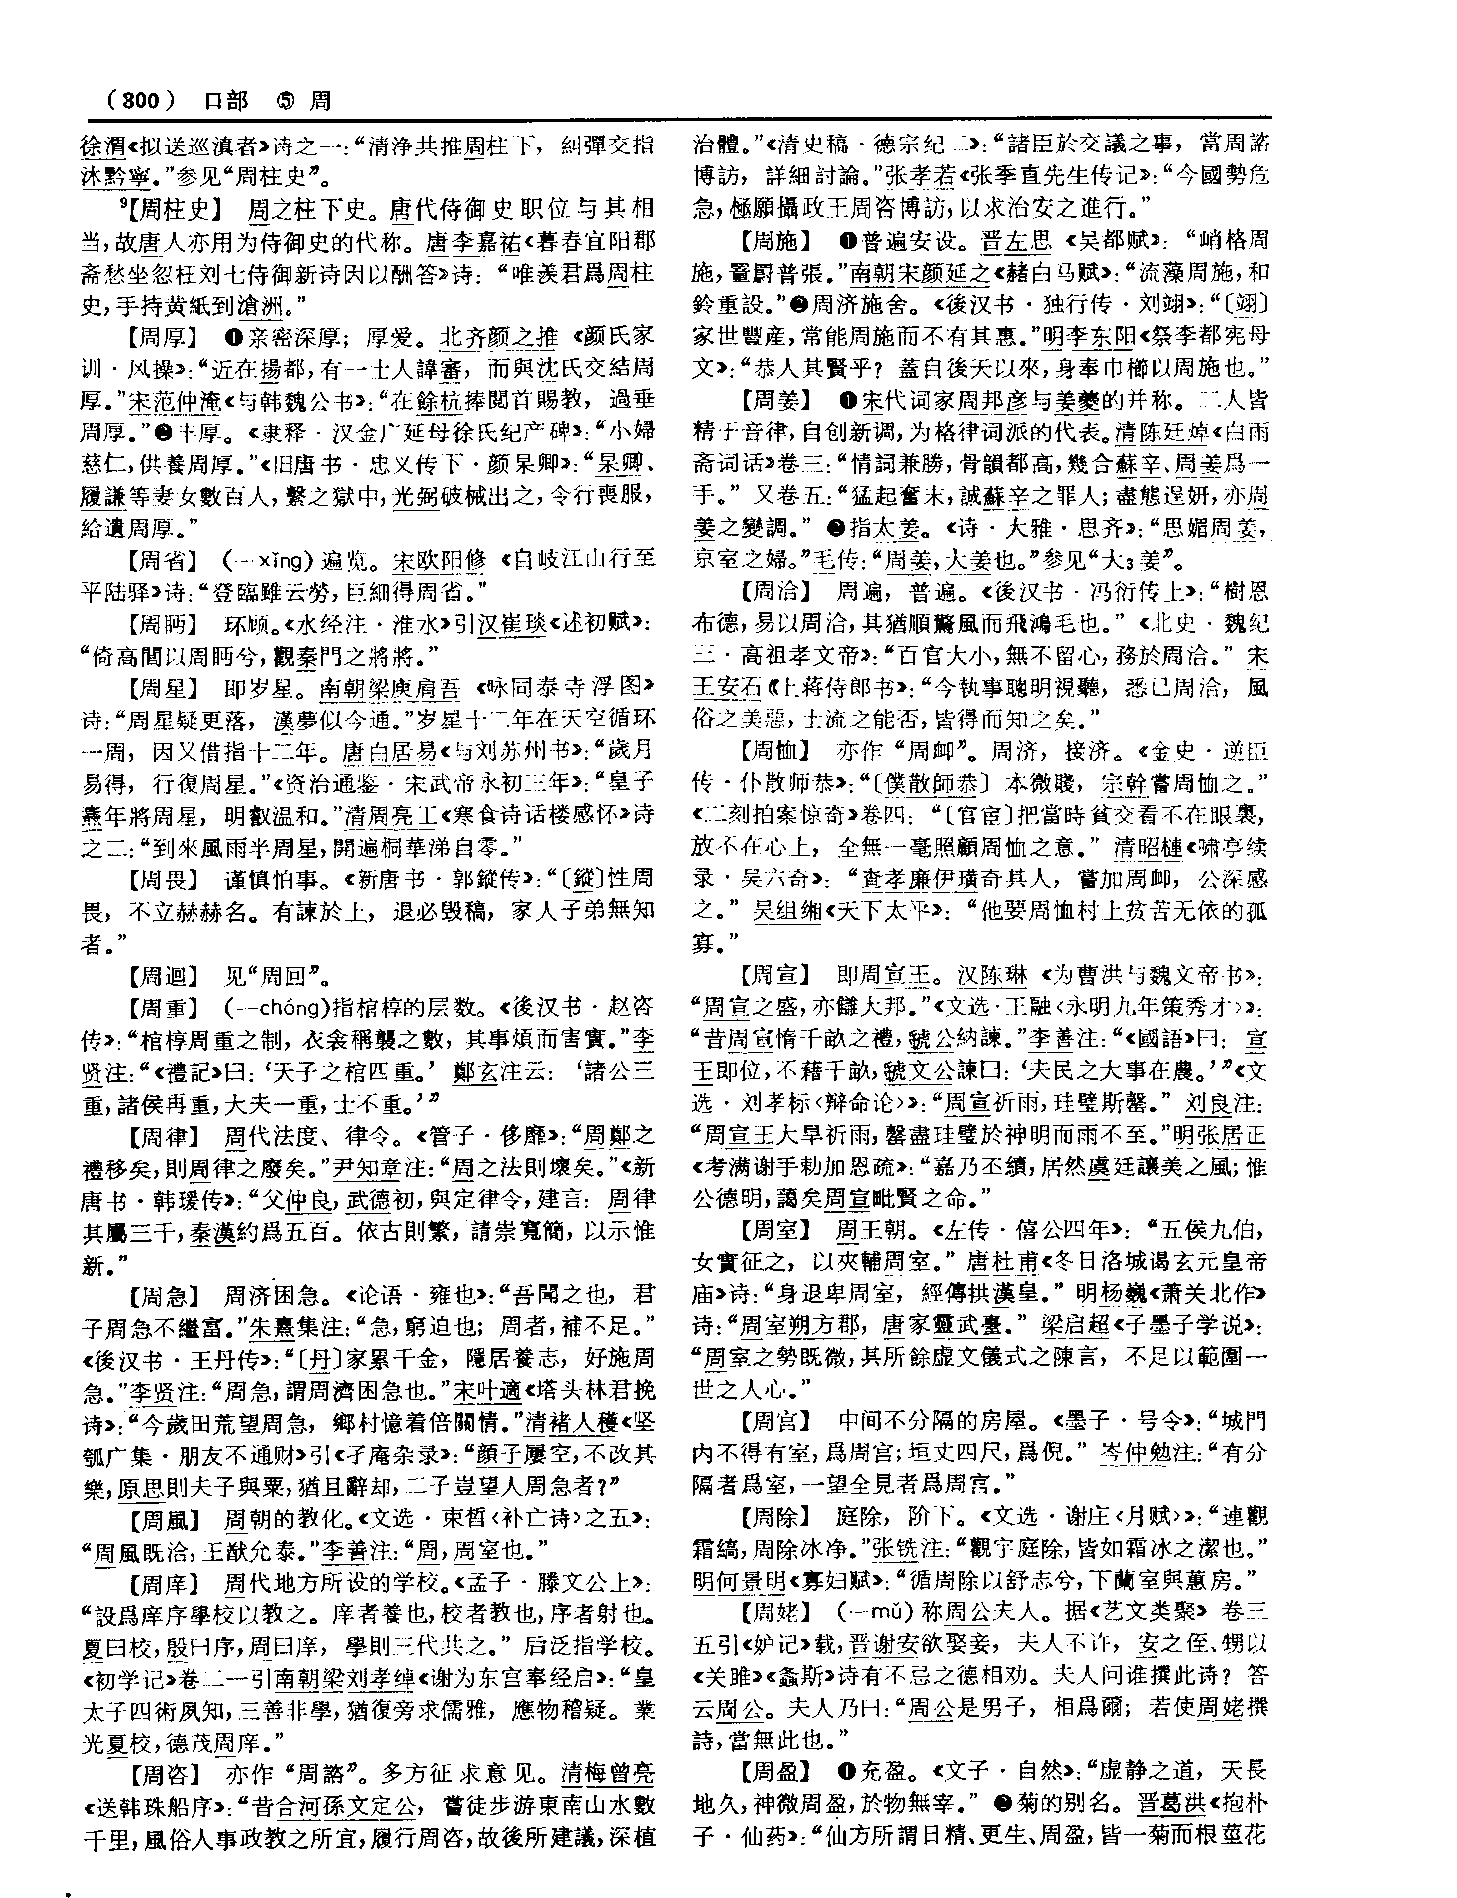 （300） 口部 ⑤ 周
徐渭《拟送巡滇者》诗之一：“清净共推周柱下，糾彈交指
沐黔寧。”参见“周柱史”。
⁹【周柱史】 周之柱下史。唐代侍御史职位与其相
当，故唐人亦用为侍御史的代称。唐李嘉祐《暮春宜阳郡
斋愁坐忽枉刘七侍御新诗因以酬答》诗：“唯羨君爲周柱
史，手持黄紙到滄洲。”
【周厚】 ❶亲密深厚；厚爱。北齐颜之推《颜氏家
训·风操》：“近在揚都，有一士人諱審，而與沈氏交結周
厚。”宋范仲淹《与韩魏公书》：“在餘杭捧閲首賜教，過垂
周厚。”❷丰厚。《隶释·汉金广延母徐氏纪产碑》：“小婦
慈仁，供養周厚。”《旧唐书·忠义传下·颜杲卿》：“杲卿、
履謙等妻女數百人，繫之獄中，光弼破械出之，令行喪服，
給遺周厚。”
【周省】 （—xǐng）遍览。宋欧阳修《自岐江山行至
平陆驿》诗：“登臨雖云勞，巨細得周省。”
【周眄】 环顾。《水经注·淮水》引汉崔琰《述初赋》：
“倚高閭以周眄兮，觀秦門之將將。”
【周星】 即岁星。南朝梁庾肩吾《咏同泰寺浮图》
诗：“周星疑更落，漢夢似今通。”岁星十二年在天空循环
一周，因又借指十二年。唐白居易《与刘苏州书》：“歲月
易得，行復周星。”《资治通鉴·宋武帝永初三年》：“皇子
燾年將周星，明叡温和。”清周亮工《寒食诗话楼感怀》诗
之二：“到來風雨半周星，開遍桐華涕自零。”
【周畏】 谨慎怕事。《新唐书·郭鏦传》：“〔鏦〕性周
畏，不立赫赫名。有諫於上，退必毁稿，家人子弟無知
者。”
【周迴】 见“周回”。
【周重】 （—chóng）指棺椁的层数。《後汉书·赵咨
传》：“棺椁周重之制，衣衾稱襲之數，其事煩而害實。”李
贤注：“《禮記》曰：‘天子之棺四重。’鄭玄注云：‘諸公三
重，諸侯再重，大夫一重，士不重。’”
【周律】 周代法度、律令。《管子·侈靡》：“周鄭之
禮移矣，則周律之廢矣。”尹知章注：“周之法則壞矣。”《新
唐书·韩瑗传》：“父仲良，武德初，與定律令，建言：周律
其屬三千，秦漢約爲五百。依古則繁，請崇寬簡，以示惟
新。”
【周急】 周济困急。《论语·雍也》：“吾聞之也，君
子周急不繼富。”朱熹集注：“急，窮迫也；周者，補不足。”
《後汉书·王丹传》：“〔丹〕家累千金，隱居養志，好施周
急。”李贤注：“周急，謂周濟困急也。”宋叶適《塔头林君挽
诗》：“今歲田荒望周急，鄉村憶着倍關情。”清褚人穫《坚
瓠广集·朋友不通财》引《孑庵杂录》：“顔子屢空，不改其
樂，原思則夫子與粟，猶且辭却，二子豈望人周急者？”
【周風】 周朝的教化。《文选·束晳〈补亡诗〉之五》：
“周風既洽，王猷允泰。”李善注：“周，周室也。”
【周庠】 周代地方所设的学校。《孟子·滕文公上》：
“設爲庠序學校以教之。庠者養也，校者教也，序者射也。
夏曰校，殷曰序，周曰庠，學則三代共之。”后泛指学校。
《初学记》卷二一引南朝梁刘孝绰《谢为东宫奉经启》：“皇
太子四術夙知，三善非學，猶復旁求儒雅，應物稽疑。業
光夏校，德茂周庠。”
【周咨】 亦作“周諮”。多方征求意见。清梅曾亮
《送韩珠船序》：“昔合河孫文定公，嘗徒步游東南山水數
千里，風俗人事政教之所宜，履行周咨，故後所建議，深植
治體。”《清史稿·德宗纪二》：“諸臣於交議之事，當周諮
博訪，詳細討論。”张孝若《张季直先生传记》：“今國勢危
急，極願攝政王周咨博訪，以求治安之進行。”
【周施】 ❶普遍安设。晋左思《吴都赋》：“峭格周
施，罿罻普張。”南朝宋颜延之《赭白马赋》：“流藻周施，和
鈴重設。”❷周济施舍。《後汉书·独行传·刘翊》：“〔翊〕
家世豐産，常能周施而不有其惠。”明李东阳《祭李都宪母
文》：“恭人其賢乎？蓋自後天以來，身奉巾櫛以周施也。”
【周姜】 ❶宋代词家周邦彦与姜夔的并称。二人皆
精于音律，自创新调，为格律词派的代表。清陈廷焯《白雨
斋词话》卷三：“情詞兼勝，骨韻都高，幾合蘇辛、周姜爲一
手。”又卷五：“猛起奮末，誠蘇辛之罪人；盡態逞妍，亦周
姜之變調。”❷指太姜。《诗·大雅·思齐》：“思媚周姜，
京室之婦。”毛传：“周姜，大姜也。”参见“大₃姜”。
【周洽】 周遍，普遍。《後汉书·冯衍传上》：“樹恩
布德，易以周洽，其猶順驚風而飛鴻毛也。”《北史·魏纪
三·高祖孝文帝》：“百官大小，無不留心，務於周洽。”宋
王安石《上蒋侍郎书》：“今執事聰明視聽，悉已周洽，風
俗之美惡，士流之能否，皆得而知之矣。”
【周恤】 亦作“周卹”。周济，接济。《金史·逆臣
传·仆散师恭》：“〔僕散師恭〕本微賤，宗幹嘗周恤之。”
《二刻拍案惊奇》卷四：“〔官宦〕把當時貧交看不在眼裏，
放不在心上，全無一毫照顧周恤之意。”清昭槤《啸亭续
录·吴六奇》：“查孝廉伊璜奇其人，嘗加周卹，公深感
之。”吴组缃《天下太平》：“他要周恤村上贫苦无依的孤
寡。”
【周宣】 即周宣王。汉陈琳《为曹洪与魏文帝书》：
“周宣之盛，亦讎大邦。”《文选·王融〈永明九年策秀才〉》：
“昔周宣惰千畝之禮，虢公納諫。”李善注：“《國語》曰：宣
王即位，不藉千畝，虢文公諫曰：‘夫民之大事在農。’”《文
选·刘孝标〈辩命论〉》：“周宣祈雨，珪璧斯罄。”刘良注：
“周宣王大旱祈雨，罄盡珪璧於神明而雨不至。”明张居正
《考满谢手勅加恩疏》：“嘉乃丕績，居然虞廷讓美之風；惟
公德明，藹矣周宣毗賢之命。”
【周室】 周王朝。《左传·僖公四年》：“五侯九伯，
女實征之，以夾輔周室。”唐杜甫《冬日洛城谒玄元皇帝
庙》诗：“身退卑周室，經傳拱漢皇。”明杨巍《萧关北作》
诗：“周室朔方郡，唐家靈武臺。”梁启超《子墨子学说》：
“周室之勢既微，其所餘虚文儀式之陳言，不足以範圍一
世之人心。”
【周宫】 中间不分隔的房屋。《墨子·号令》：“城門
内不得有室，爲周宫；垣丈四尺，爲倪。”岑仲勉注：“有分
隔者爲室，一望全見者爲周宫。”
【周除】 庭除，阶下。《文选·谢庄〈月赋〉》：“連觀
霜縞，周除冰净。”张铣注：“觀宇庭除，皆如霜冰之潔也。”
明何景明《寡妇赋》：“循周除以舒志兮，下蘭室與蕙房。”
【周姥】 （—mǔ）称周公夫人。据《艺文类聚》卷三
五引《妒记》载，晋谢安欲娶妾，夫人不许，安之侄、甥以
《关雎》《螽斯》诗有不忌之德相劝。夫人问谁撰此诗？答
云周公。夫人乃曰：“周公是男子，相爲爾；若使周姥撰
詩，當無此也。”
【周盈】 ❶充盈。《文子·自然》：“虚静之道，天長
地久，神微周盈，於物無宰。”❷菊的别名。晋葛洪《抱朴
子·仙药》：“仙方所謂日精、更生、周盈，皆一菊而根莖花